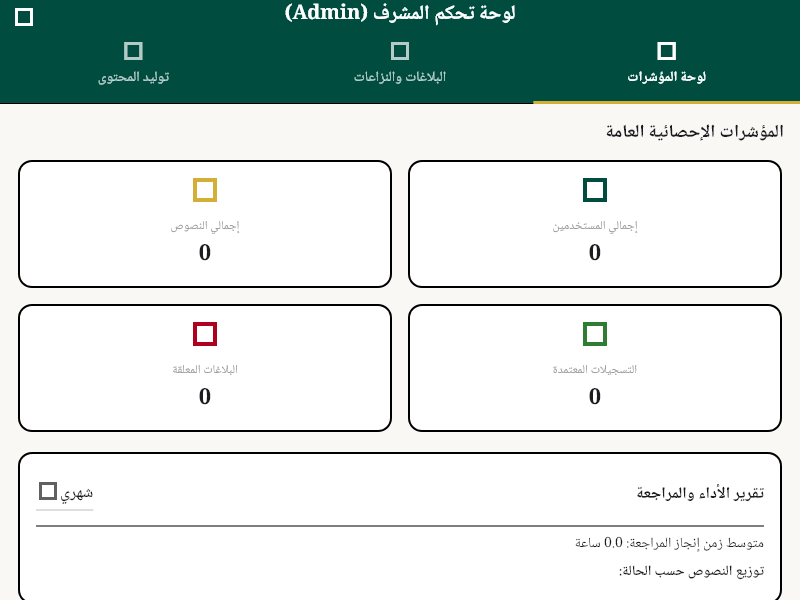 لوحة تحكم المشرف (Admin)
لوحة المؤشرات
البلاغات والنزاعات
توليد المحتوى
المؤشرات الإحصائية العامة
إجمالي المستخدمين
0
إجمالي النصوص
0
التسجيلات المعتمدة
0
البلاغات المعلقة
0
تقرير الأداء والمراجعة
شهري
متوسط زمن إنجاز المراجعة: 0.0 ساعة
توزيع النصوص حسب الحالة: